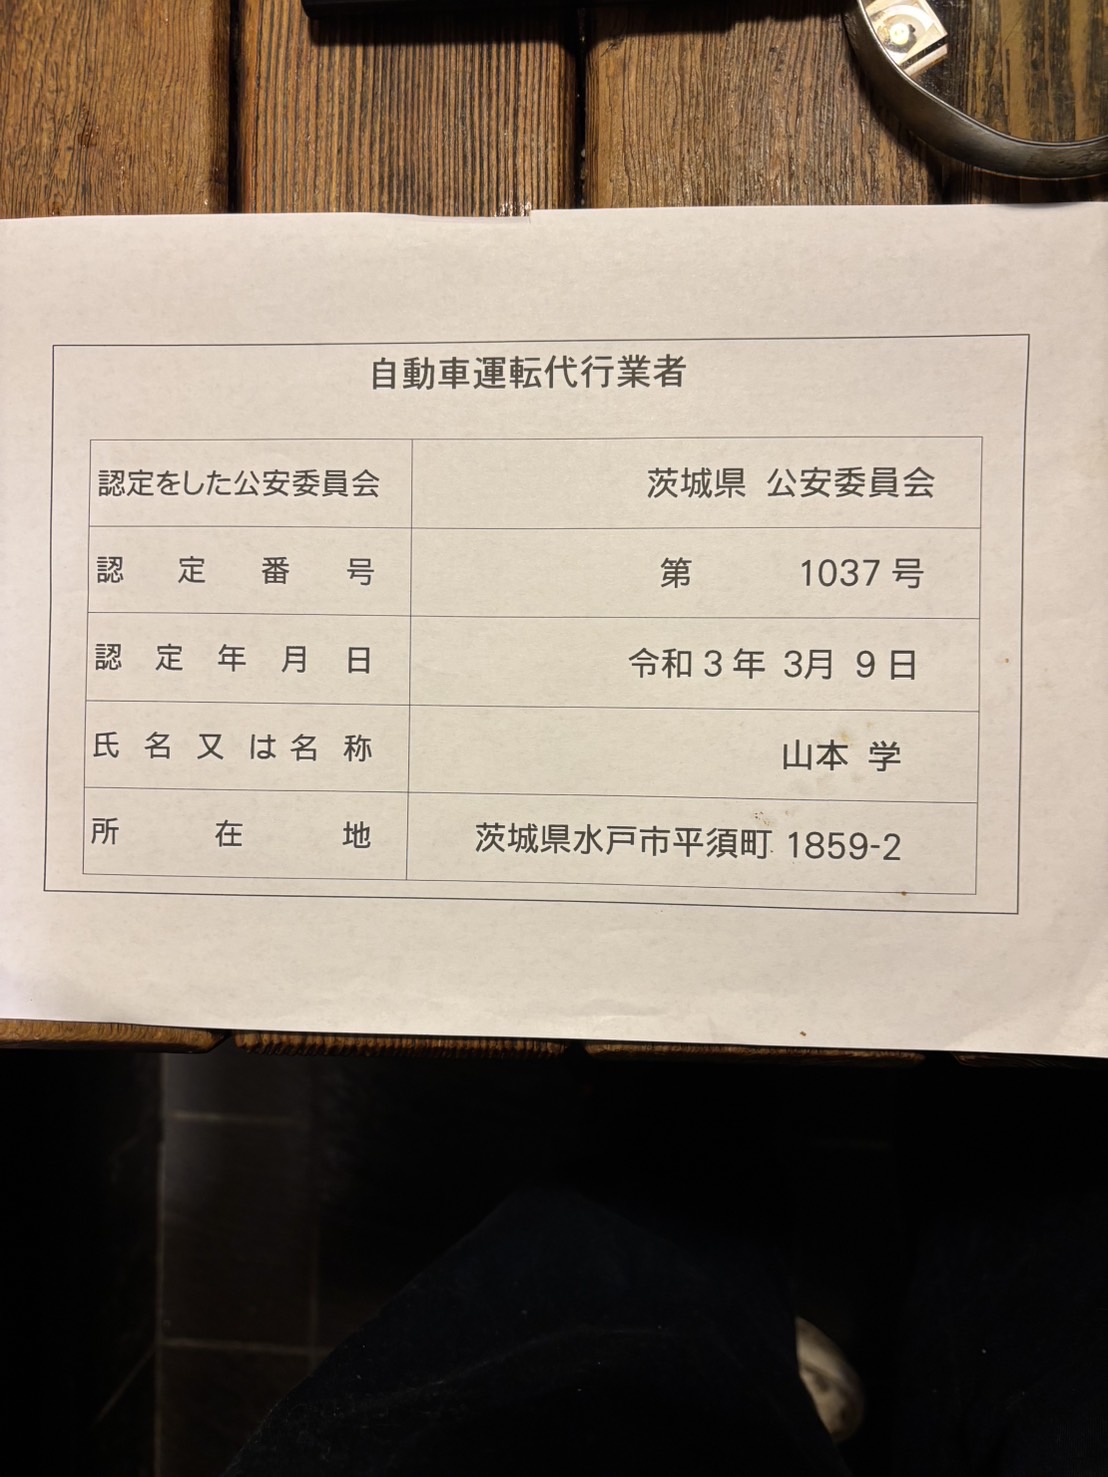 自動車運転代行業者
認定をした公安委員会 茨城県 公安委員会
認定番号 第 1037 号
認定年月日 令和 3 年 3月 9 日
氏名又は名称 山本 学
所在地 茨城県水戸市平須町 1859-2